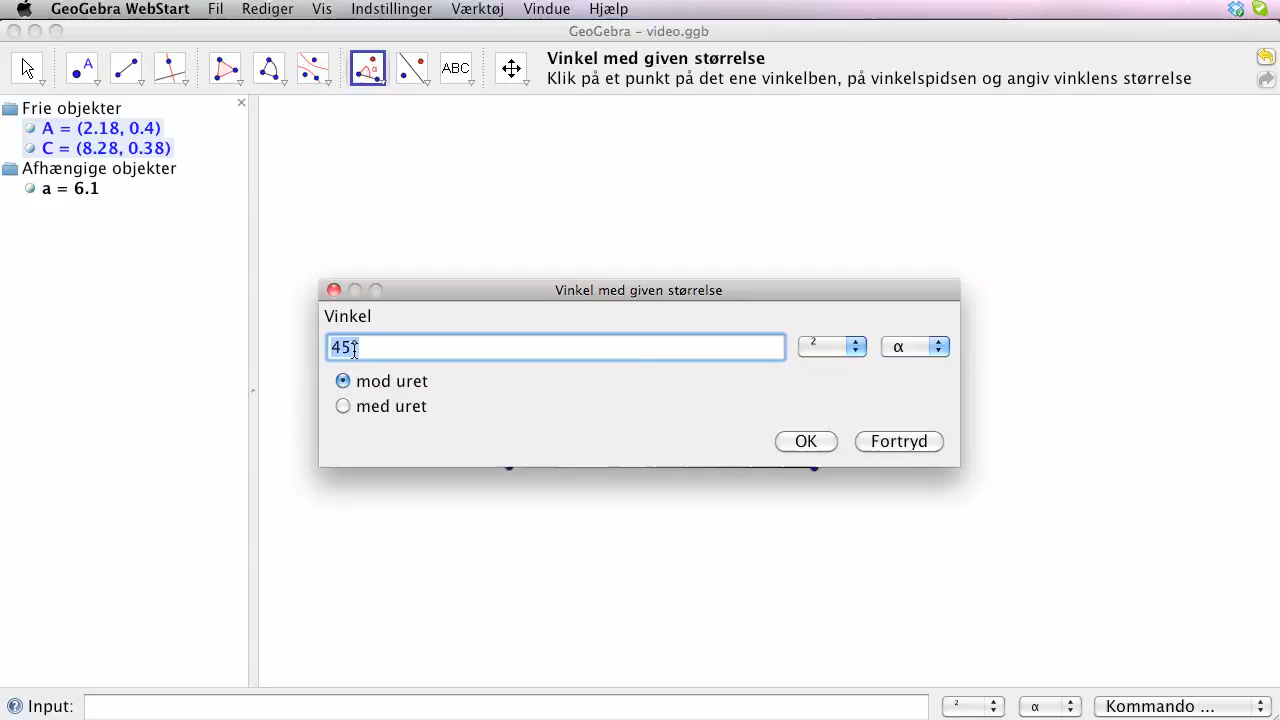 GeoGebra WebStart Fil Rediger Vis Indstillinger Værktøj Vindue Hjælp
GeoGebra – video.ggb
A
ABC
Vinkel med given størrelse
Klik på et punkt på det ene vinkelben, på vinkelspidsen og angiv vinklens størrelse
Frie objekter
A = (2.18, 0.4)
C = (8.28, 0.38)
Afhængige objekter
a = 6.1
Vinkel med given størrelse
Vinkel
45°
²
α
mod uret
med uret
OK Fortryd
Input: ² α Kommando ...